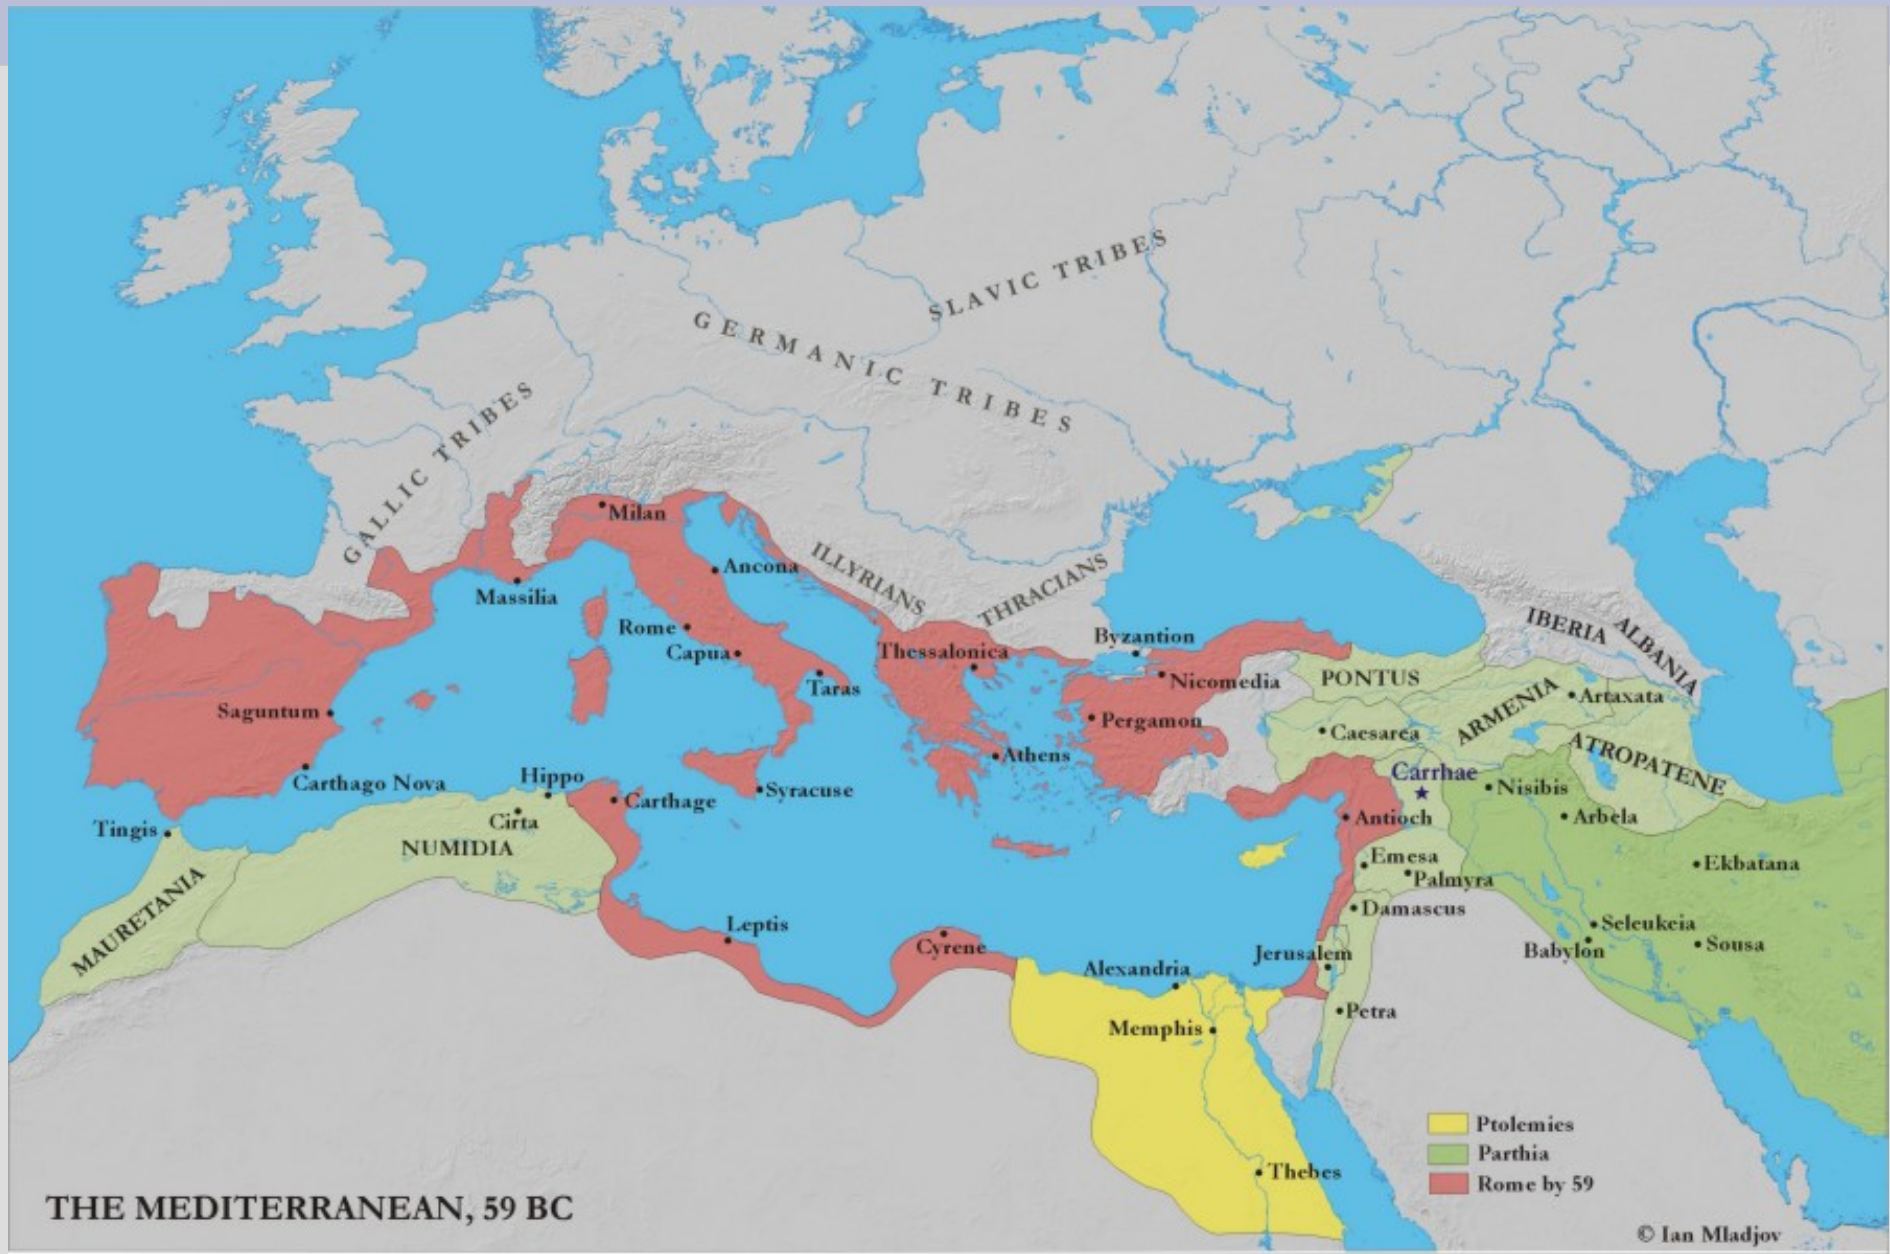 SLAVIC TRIBES
GERMANIC TRIBES
GALLIC TRIBES
Milan
ILLYRIANS
THRACIANS
Ancona
Massilia
Rome
Capua
Taras
Thessalonica
Byzantion
Nicomedia
Pergamon
Athens
IBERIA
ALBANIA
PONTUS
ARMENIA
Artaxata
Caesarea
ATROPATENE
Carrhae
Nisibis
Arbela
Saguntum
Carthago Nova
Hippo
Carthage
Syracuse
Antioch
Tingis
Cirta
NUMIDIA
MAURETANIA
Emesa
Palmyra
Ekbatana
Damascus
Leptis
Cyrene
Seleukeia
Babylon
Sousa
Jerusalem
Alexandria
Petra
Memphis
Thebes
Ptolemies
Parthia
Rome by 59
THE MEDITERRANEAN, 59 BC
© Ian Mladjov